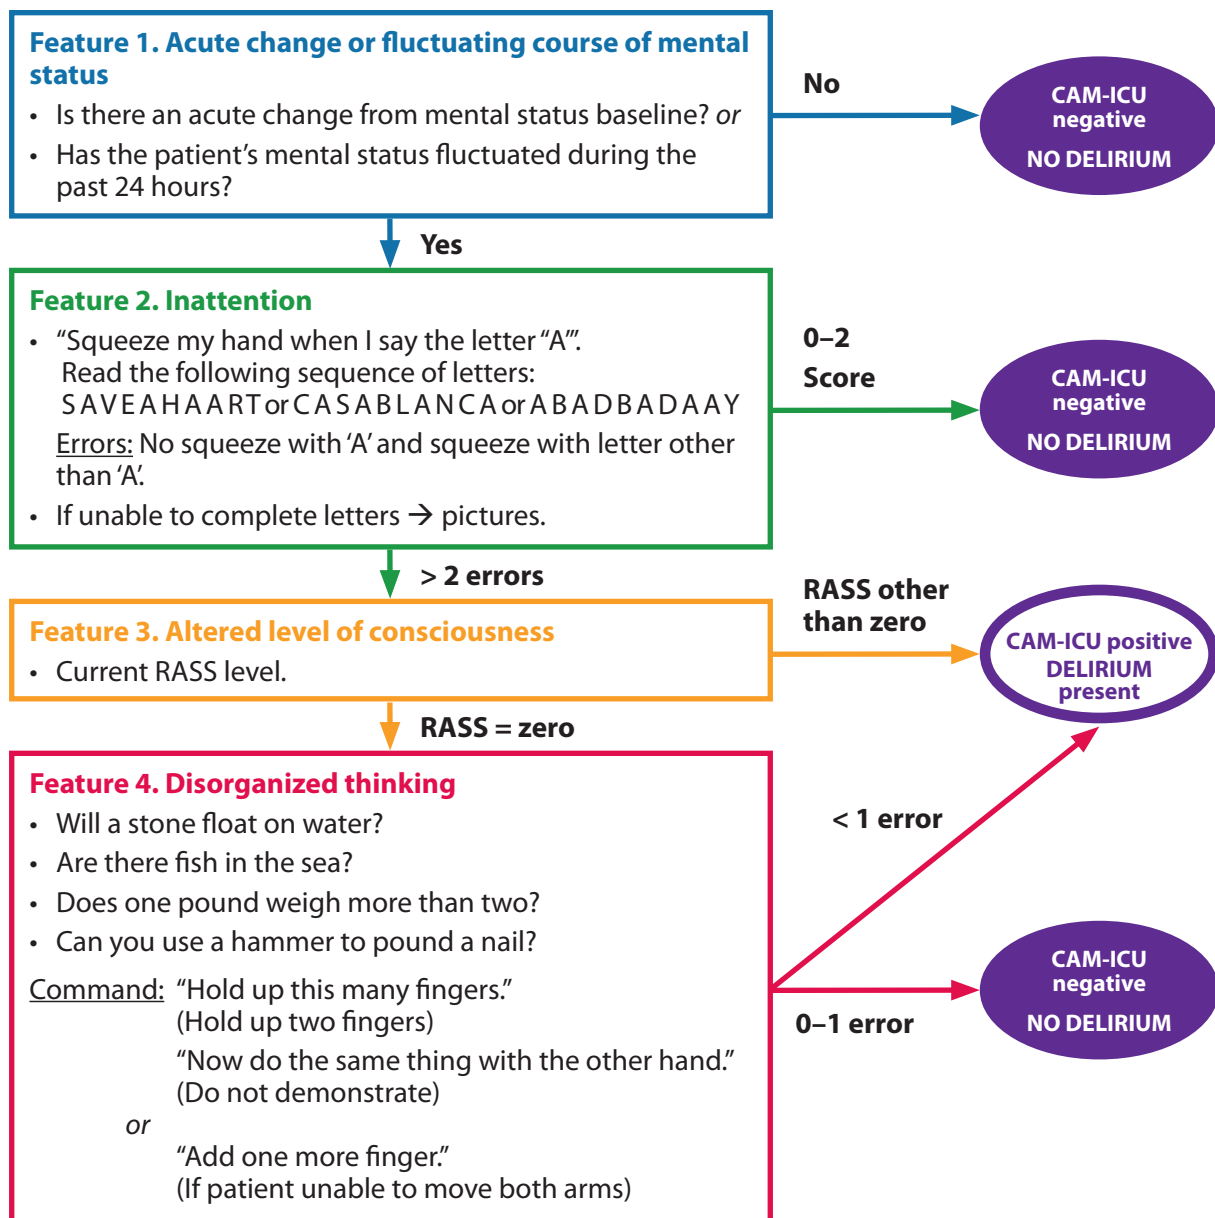 Feature 1. Acute change or fluctuating course of mental
status
• Is there an acute change from mental status baseline? or
• Has the patient’s mental status fluctuated during the
past 24 hours?
No
CAM-ICU
negative
NO DELIRIUM
Yes
Feature 2. Inattention
• “Squeeze my hand when I say the letter “A”’.
Read the following sequence of letters:
S A V E A H A A R T or C A S A B L A N C A or A B A D B A D A A Y
Errors: No squeeze with ‘A’ and squeeze with letter other
than ‘A’.
• If unable to complete letters → pictures.
0–2
Score
CAM-ICU
negative
NO DELIRIUM
> 2 errors
Feature 3. Altered level of consciousness
• Current RASS level.
RASS other
than zero
CAM-ICU positive
DELIRIUM
present
RASS = zero
Feature 4. Disorganized thinking
• Will a stone float on water?
• Are there fish in the sea?
• Does one pound weigh more than two?
• Can you use a hammer to pound a nail?
Command: “Hold up this many fingers.”
(Hold up two fingers)
“Now do the same thing with the other hand.”
(Do not demonstrate)
or
“Add one more finger.”
(If patient unable to move both arms)
< 1 error
0–1 error
CAM-ICU
negative
NO DELIRIUM